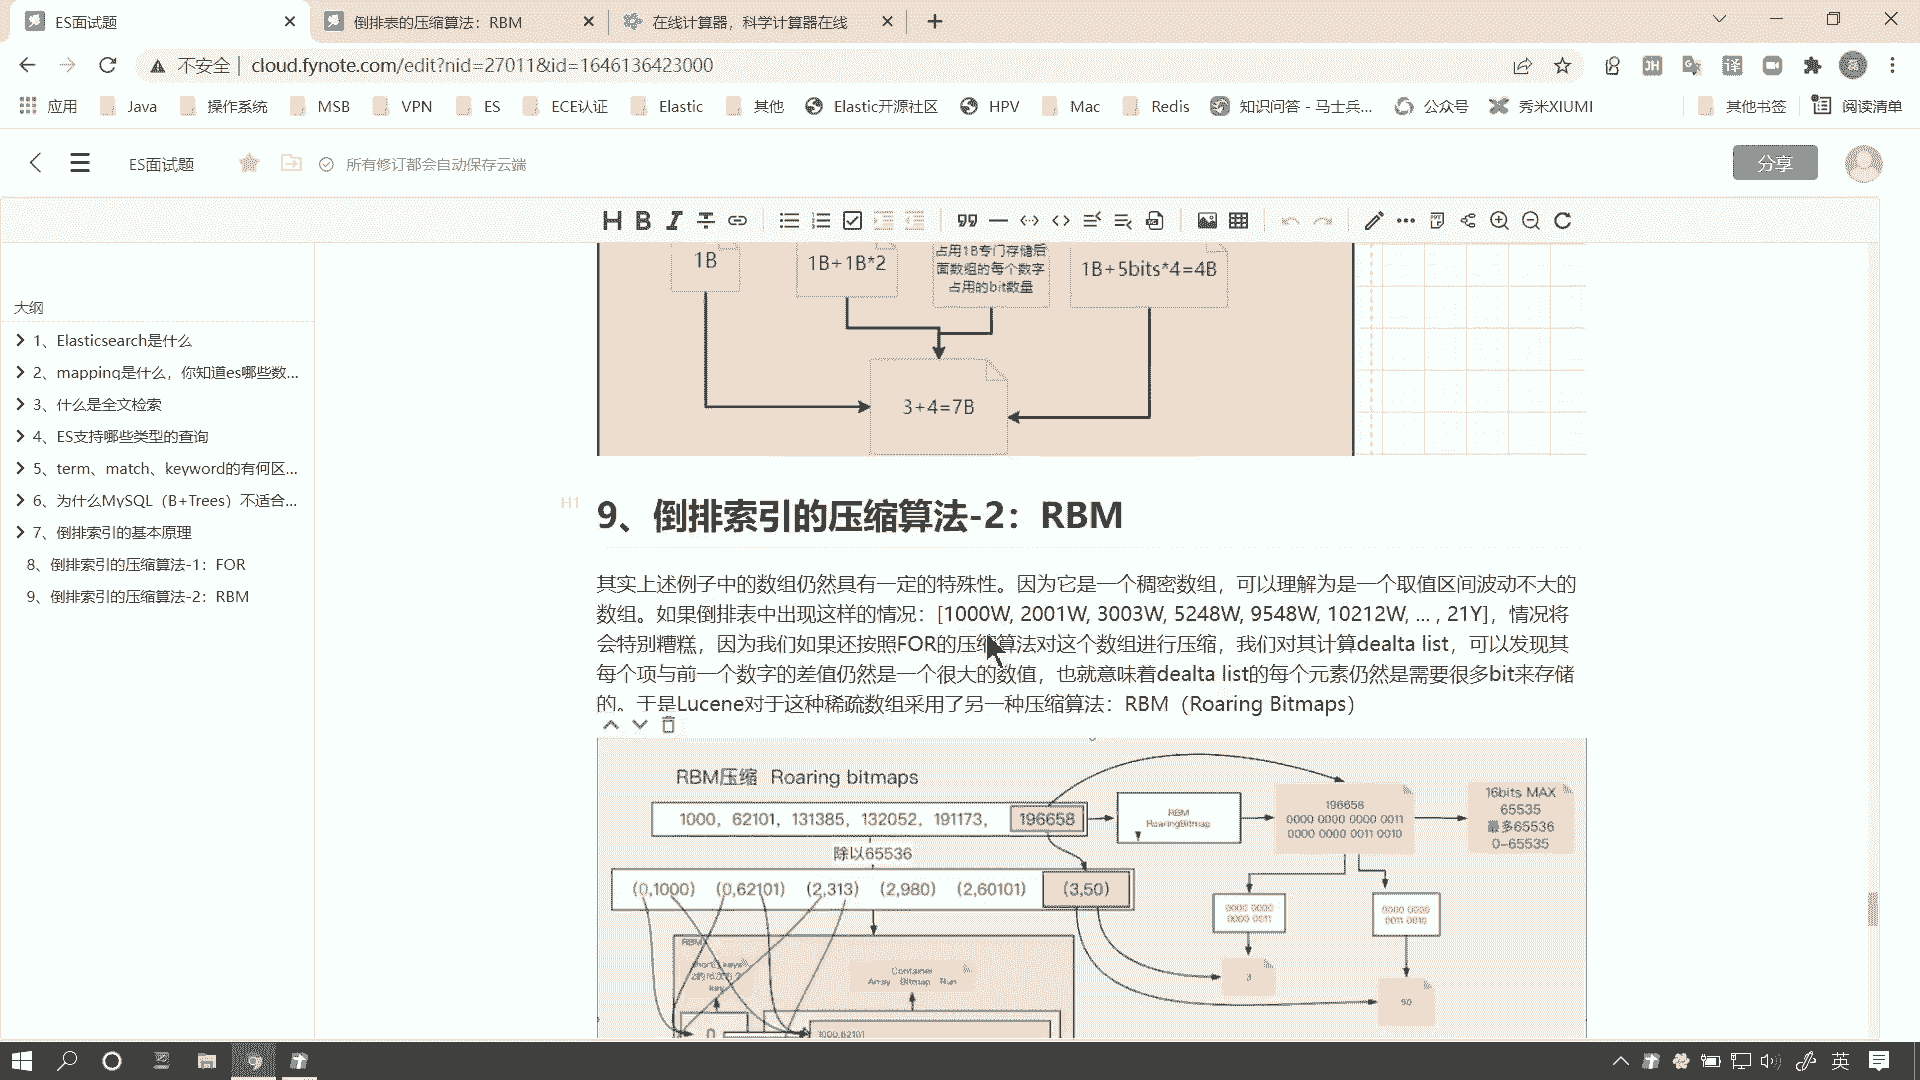 ES面试题
倒排表的压缩算法：RBM
在线计算器，科学计算器在线
不安全
cloud.fynote.com/edit?nid=27011&id=1646136423000
应用 Java 操作系统 MSB VPN ES ECE认证 Elastic 其他 Elastic开源社区 HPV Mac Redis 知识问答 - 马士兵... 公众号 秀米XIUMI 其他书签 阅读清单
ES面试题 所有修订都会自动保存云端 分享
大纲
1、Elasticsearch是什么
2、mapping是什么，你知道es哪些数...
3、什么是全文检索
4、ES支持哪些类型的查询
5、term、match、keyword的有何区...
6、为什么MySQL（B+Trees）不适合...
7、倒排索引的基本原理
8、倒排索引的压缩算法-1：FOR
9、倒排索引的压缩算法-2：RBM
1B
1B+1B*2
占用1B专门存储后
面数组的每个数字
占用的bit数量
1B+5bits*4=4B
3+4=7B
H1
9、倒排索引的压缩算法-2：RBM
其实上述例子中的数组仍然具有一定的特殊性。因为它是一个稠密数组，可以理解为是一个取值区间波动不大的
数组。如果倒排表中出现这样的情况：[1000W, 2001W, 3003W, 5248W, 9548W, 10212W, ... , 21Y]，情况将
会特别糟糕，因为我们如果还按照FOR的压缩算法对这个数组进行压缩，我们对其计算dealta list，可以发现其
每个项与前一个数字的差值仍然是一个很大的数值，也就意味着dealta list的每个元素仍然是需要很多bit来存储
的。于是Lucene对于这种稀疏数组采用了另一种压缩算法：RBM（Roaring Bitmaps）
RBM压缩 Roaring bitmaps
1000，62101，131385，132052，191173，196658
RBM
RoaringBitmap
196658
0000 0000 0000 0011
0000 0000 0011 0010
16bits MAX
65535
最多65536
0-65535
除以65536
(0,1000) (0,62101) (2,313) (2,980) (2,60101) (3,50)
0000 0000
0000 0011
0000 0000
0011 0010
RBM
key
Container
Array Bitmap Run
3
50
0
1000,62101
英